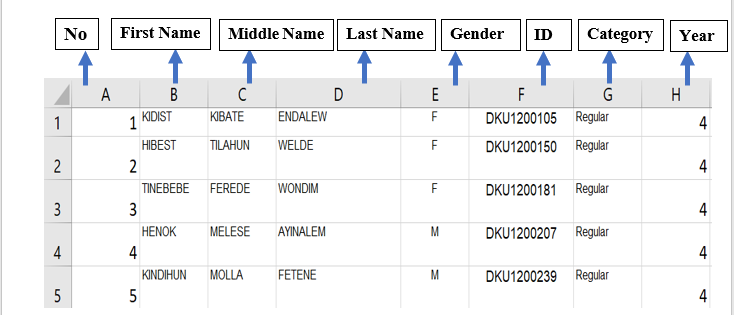 No First Name Middle Name Last Name Gender ID Category Year
A B C D E F G H
1 1 KIDIST KIBATE ENDALEW F DKU1200105 Regular 4
2 2 HIBEST TILAHUN WELDE F DKU1200150 Regular 4
3 3 TINEBEBE FEREDE WONDIM F DKU1200181 Regular 4
4 4 HENOK MELESE AYINALEM M DKU1200207 Regular 4
5 5 KINDIHUN MOLLA FETENE M DKU1200239 Regular 4